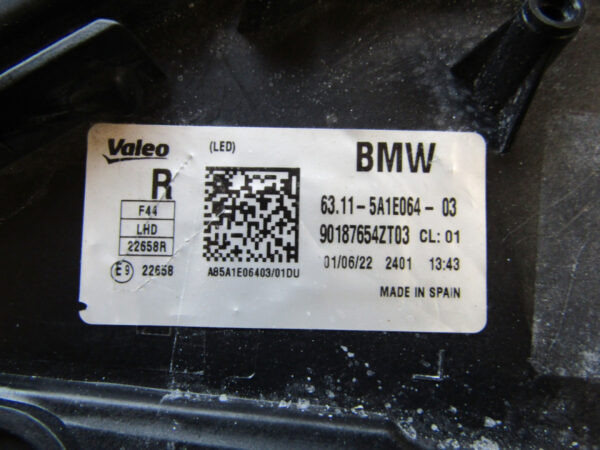 Valeo (LED) BMW
R
63.11 - 5A1E064 - 03
F44
LHD
22658R
90187654ZT03 CL: 01
E9 22658
A85A1E06403/01DU
01/06/22 2401 13:43
MADE IN SPAIN